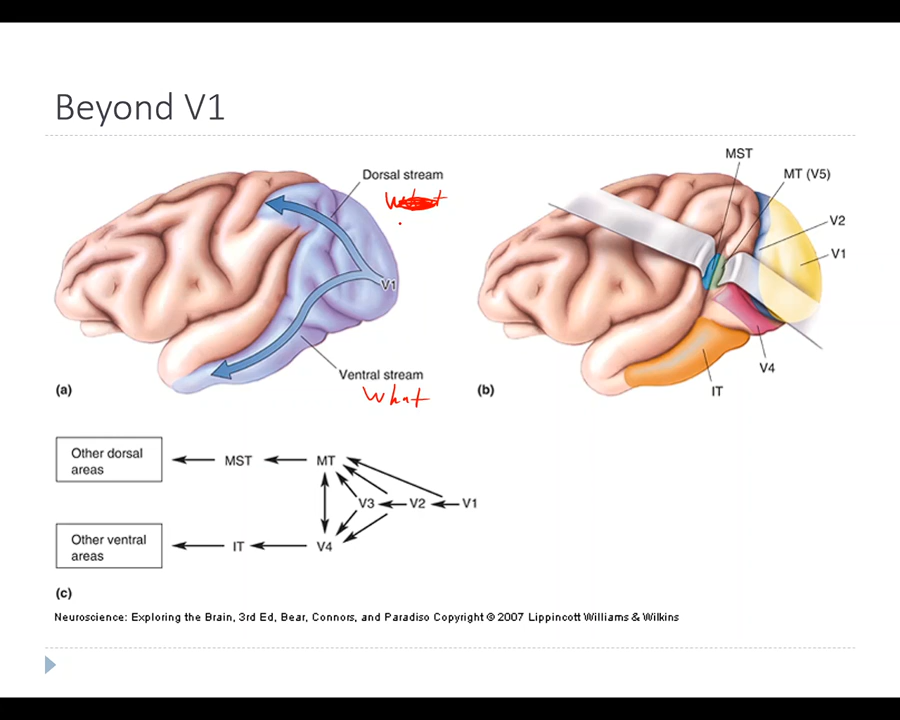 Beyond V1
Dorsal stream
V1
Ventral stream
What
(a)
MST
MT (V5)
V2
V1
V4
IT
(b)
Other dorsal
areas
MST
MT
V3
V2
V1
Other ventral
areas
IT
V4
(c)
Neuroscience: Exploring the Brain, 3rd Ed, Bear, Connors, and Paradiso Copyright © 2007 Lippincott Williams & Wilkins